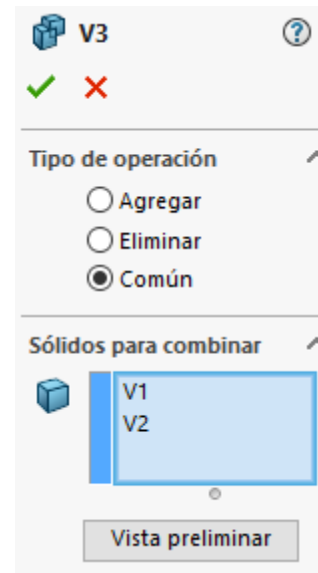 V3
?
Tipo de operación
Agregar
Eliminar
Común
Sólidos para combinar
V1
V2
Vista preliminar